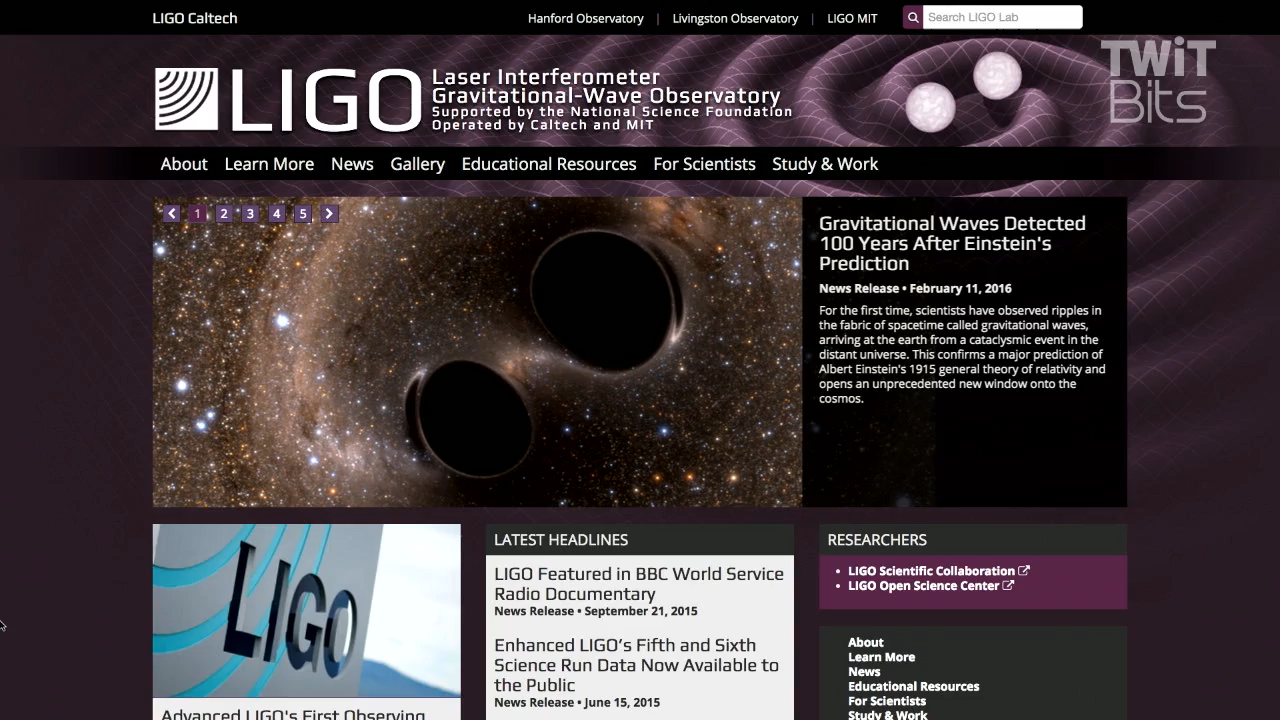 LIGO Caltech
Hanford Observatory | Livingston Observatory | LIGO MIT
Search LIGO Lab
TWiT
Bits
LIGO
Laser Interferometer
Gravitational-Wave Observatory
Supported by the National Science Foundation
Operated by Caltech and MIT
About Learn More News Gallery Educational Resources For Scientists Study & Work
1 2 3 4 5
Gravitational Waves Detected
100 Years After Einstein's
Prediction
News Release • February 11, 2016
For the first time, scientists have observed ripples in
the fabric of spacetime called gravitational waves,
arriving at the earth from a cataclysmic event in the
distant universe. This confirms a major prediction of
Albert Einstein's 1915 general theory of relativity and
opens an unprecedented new window onto the
cosmos.
LIGO
Advanced LIGO's First Observing
LATEST HEADLINES
LIGO Featured in BBC World Service
Radio Documentary
News Release • September 21, 2015
Enhanced LIGO's Fifth and Sixth
Science Run Data Now Available to
the Public
News Release • June 15, 2015
RESEARCHERS
• LIGO Scientific Collaboration
• LIGO Open Science Center
About
Learn More
News
Educational Resources
For Scientists
Study & Work